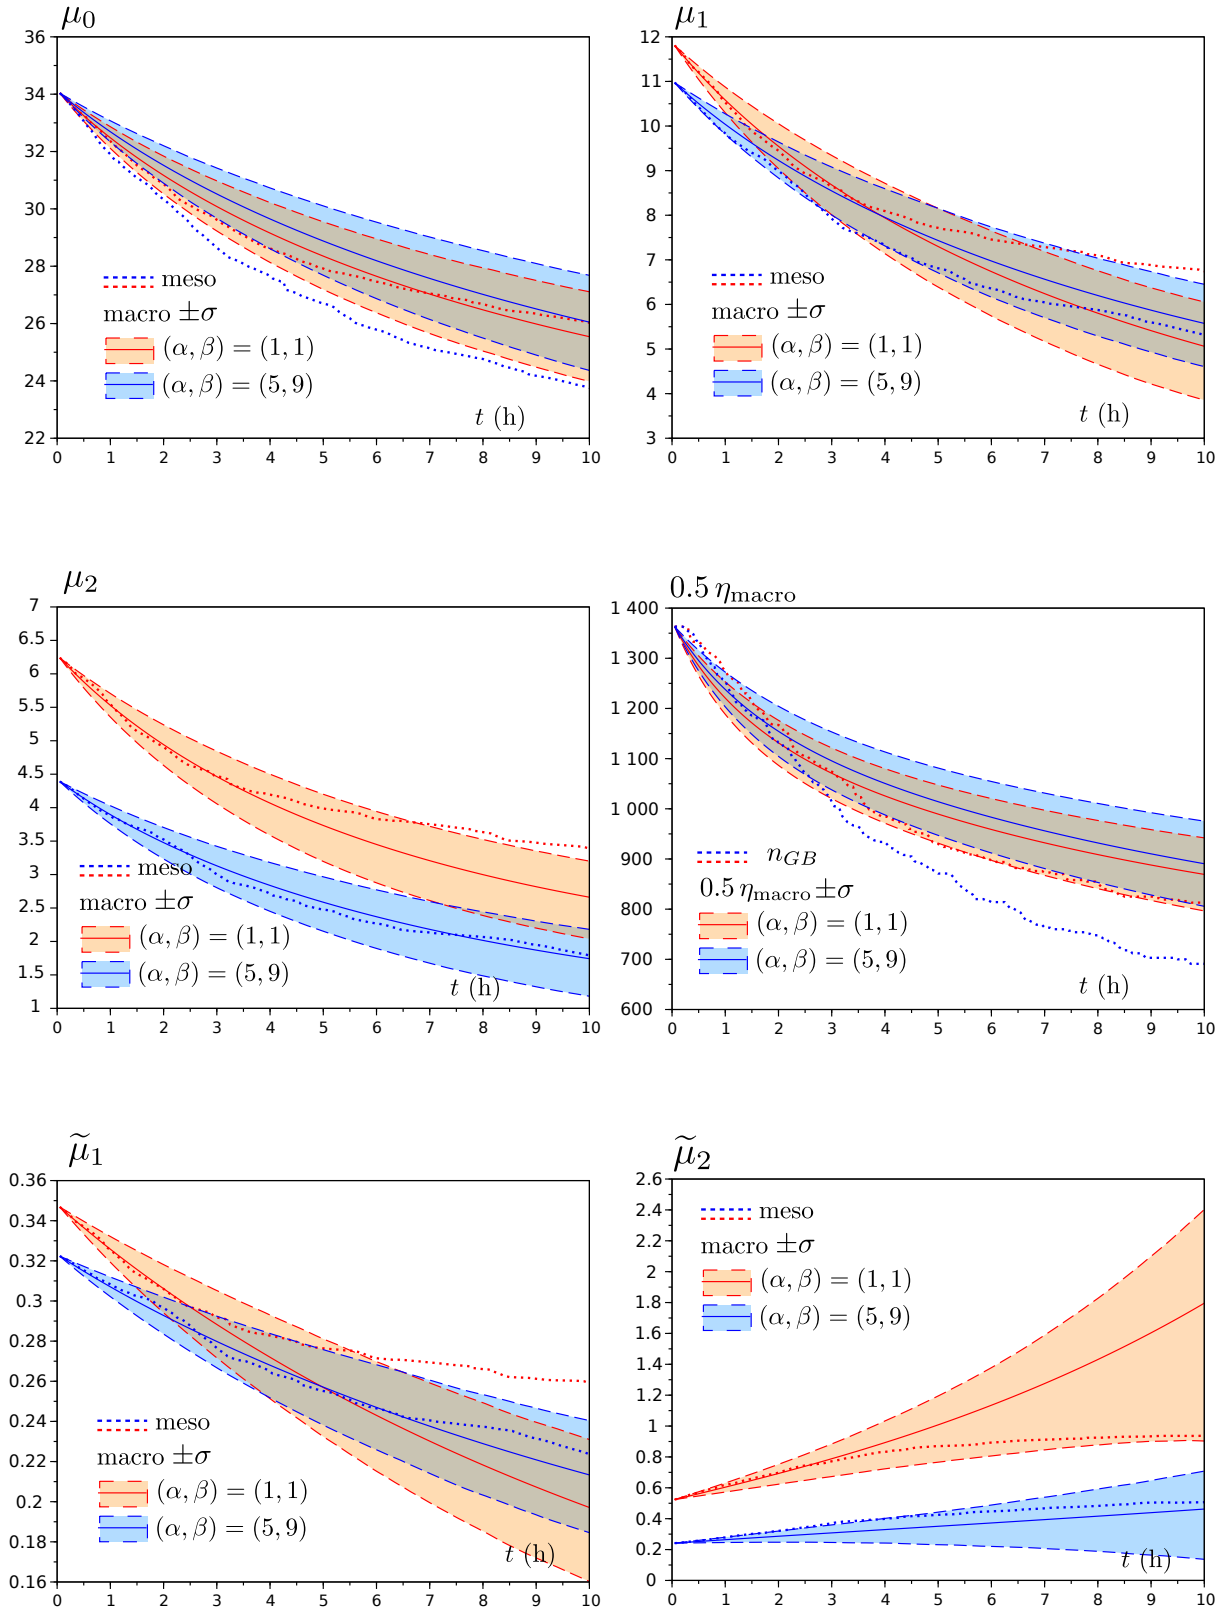 μ₀
36
34
32
30
28
26
24
22
meso
macro ±σ
(α, β) = (1, 1)
(α, β) = (5, 9)
t (h)
0 1 2 3 4 5 6 7 8 9 10
μ₁
12
11
10
9
8
7
6
5
4
3
meso
macro ±σ
(α, β) = (1, 1)
(α, β) = (5, 9)
t (h)
0 1 2 3 4 5 6 7 8 9 10
μ₂
7
6.5
6
5.5
5
4.5
4
3.5
3
2.5
2
1.5
1
meso
macro ±σ
(α, β) = (1, 1)
(α, β) = (5, 9)
t (h)
0 1 2 3 4 5 6 7 8 9 10
0.5 η_macro
1 400
1 300
1 200
1 100
1 000
900
800
700
600
n_GB
0.5 η_macro ±σ
(α, β) = (1, 1)
(α, β) = (5, 9)
t (h)
0 1 2 3 4 5 6 7 8 9 10
μ̃₁
0.36
0.34
0.32
0.3
0.28
0.26
0.24
0.22
0.2
0.18
0.16
meso
macro ±σ
(α, β) = (1, 1)
(α, β) = (5, 9)
t (h)
0 1 2 3 4 5 6 7 8 9 10
μ̃₂
2.6
2.4
2.2
2
1.8
1.6
1.4
1.2
1
0.8
0.6
0.4
0.2
0
meso
macro ±σ
(α, β) = (1, 1)
(α, β) = (5, 9)
t (h)
0 1 2 3 4 5 6 7 8 9 10